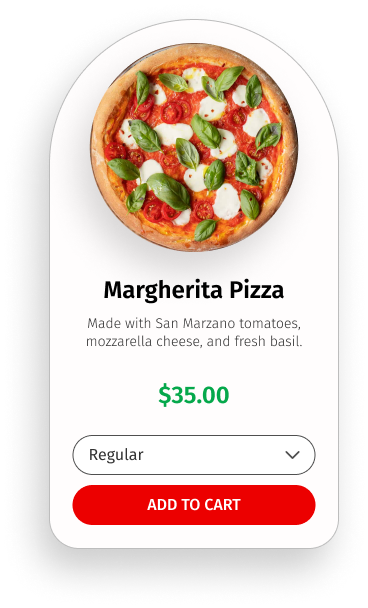 Margherita Pizza
Made with San Marzano tomatoes,
mozzarella cheese, and fresh basil.
$35.00
Regular
ADD TO CART